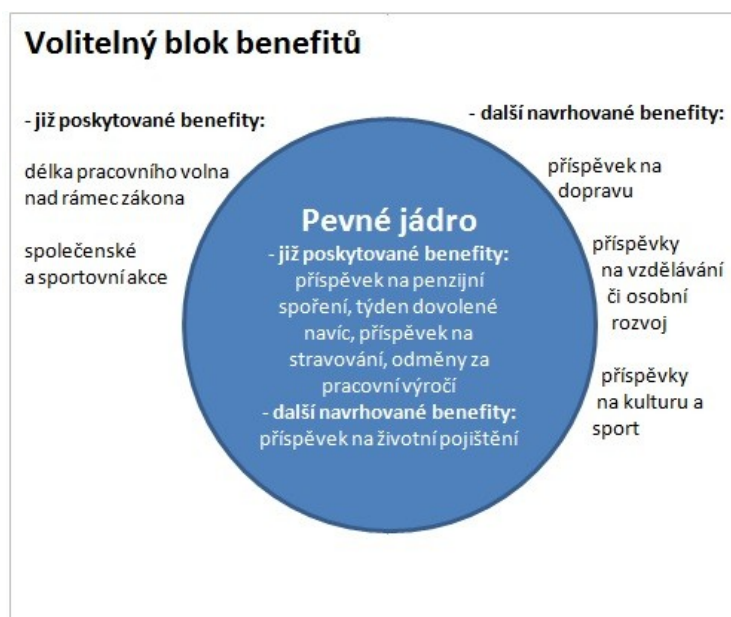 Volitelný blok benefitů
- již poskytované benefity:
délka pracovního volna
nad rámec zákona
společenské
a sportovní akce
Pevné jádro
- již poskytované benefity:
příspěvek na penzijní
spoření, týden dovolené
navíc, příspěvek na
stravování, odměny za
pracovní výročí
- další navrhované benefity:
příspěvek na životní pojištění
- další navrhované benefity:
příspěvek na
dopravu
příspěvky
na vzdělávání
či osobní
rozvoj
příspěvky
na kulturu a
sport